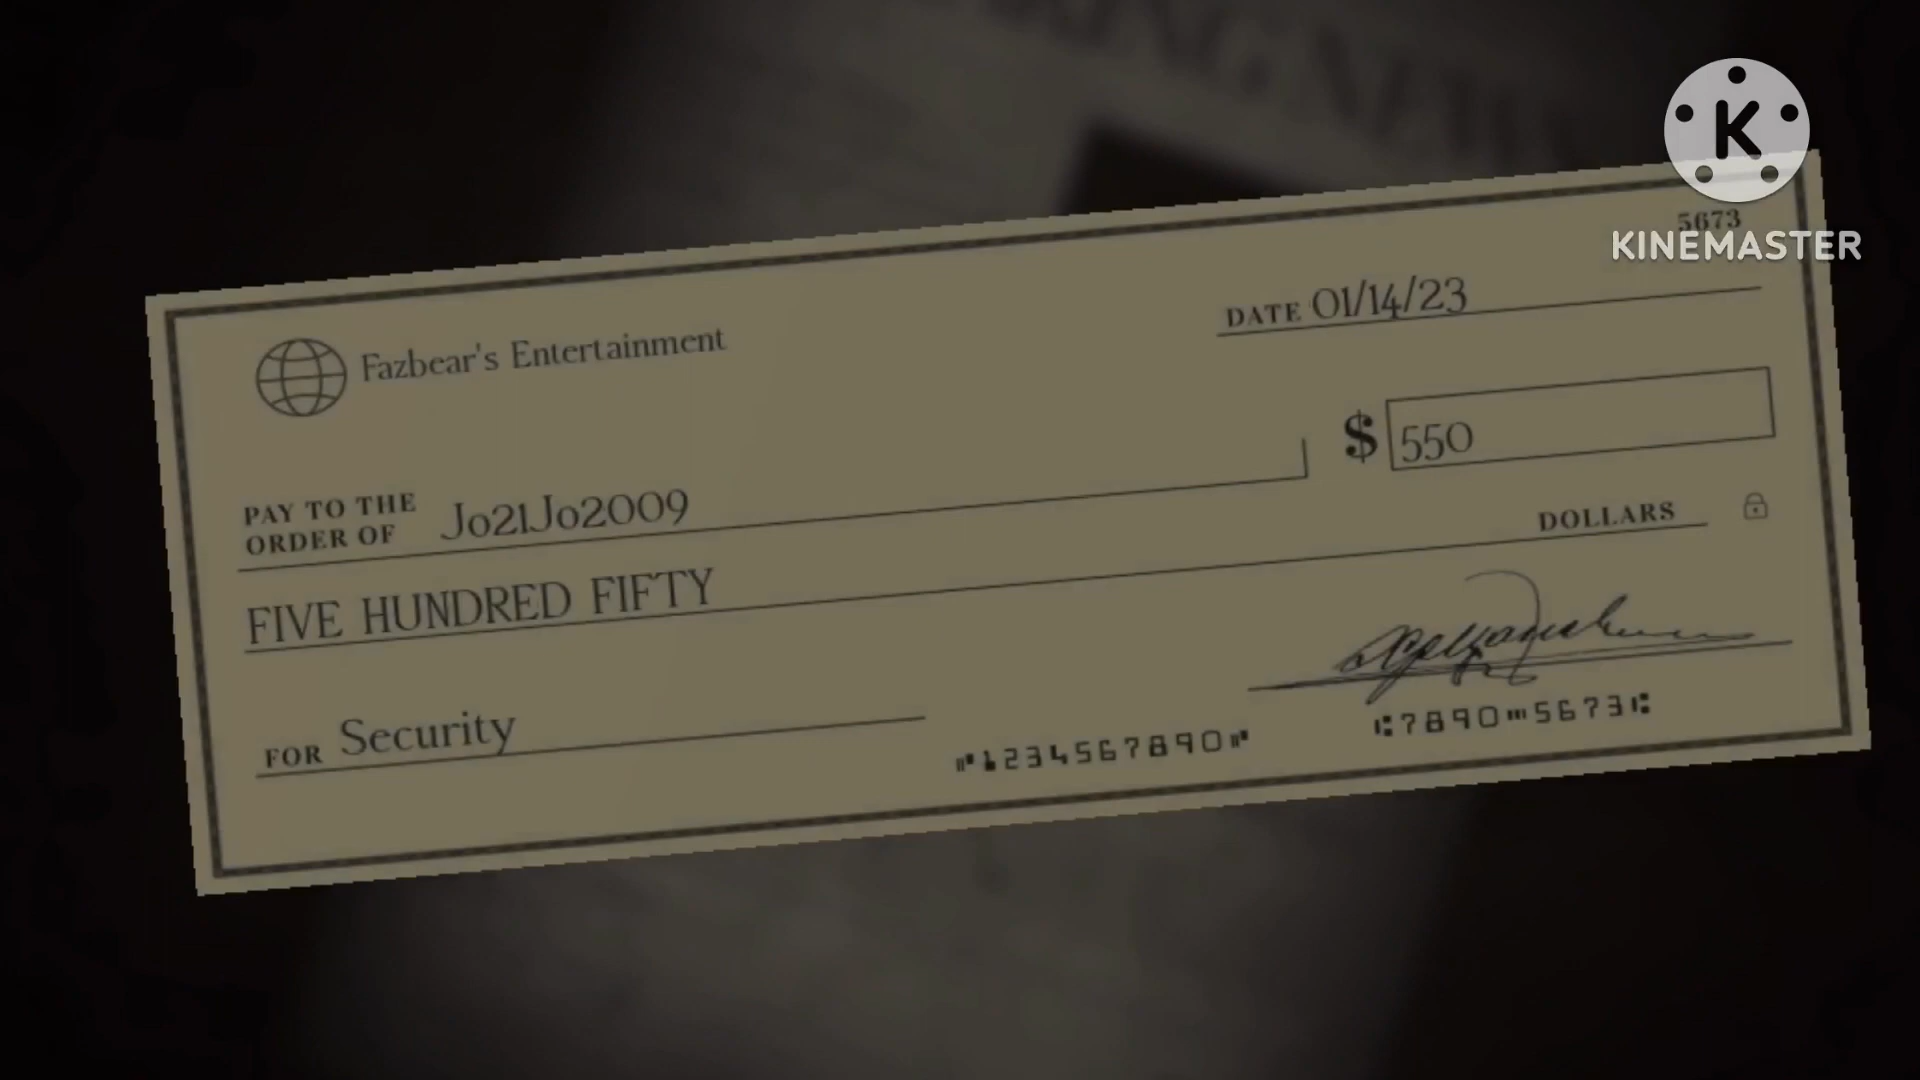 5673
KINEMASTER
DATE 01/14/23
Fazbear's Entertainment
$ 550
PAY TO THE
ORDER OF Jo21Jo2009
DOLLARS
FIVE HUNDRED FIFTY
FOR Security
1234567890 7890 5673